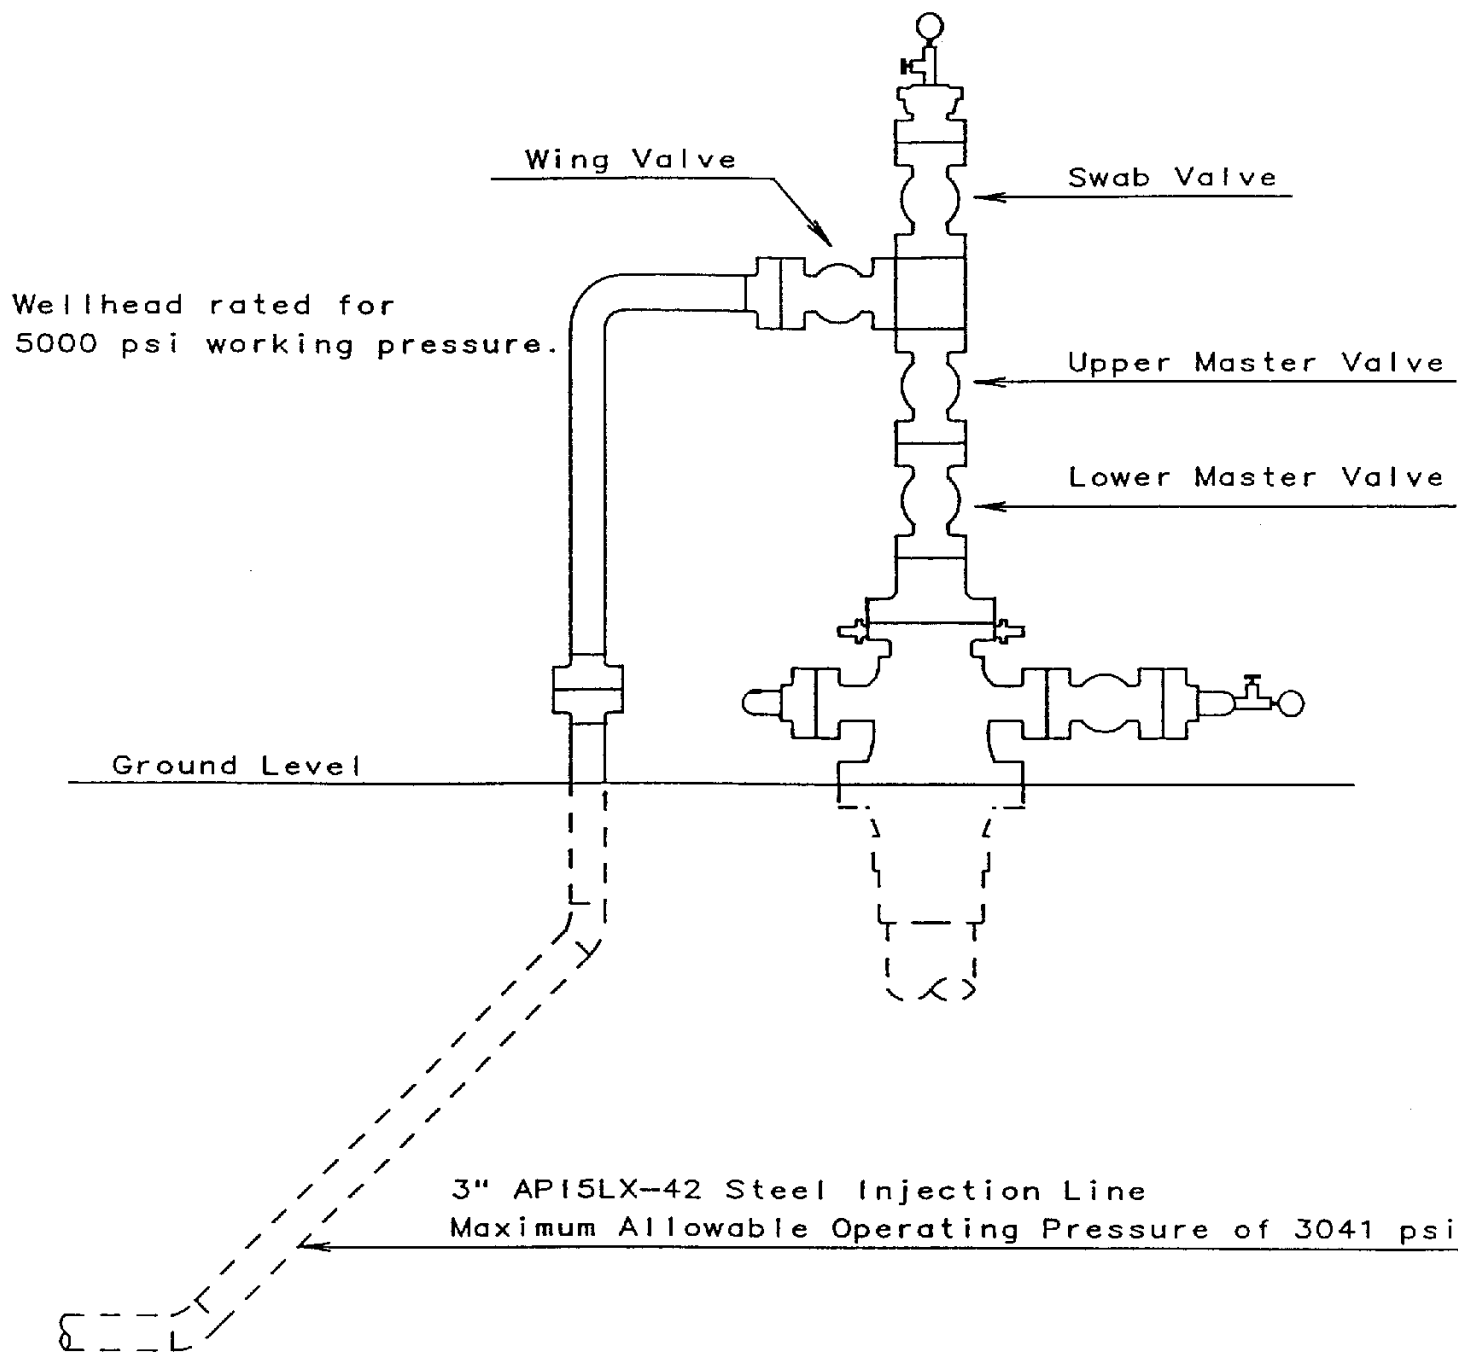 Wing Valve
Swab Valve
Wellhead rated for
5000 psi working pressure.
Upper Master Valve
Lower Master Valve
Ground Level
3" API5LX-42 Steel Injection Line
Maximum Allowable Operating Pressure of 3041 psi